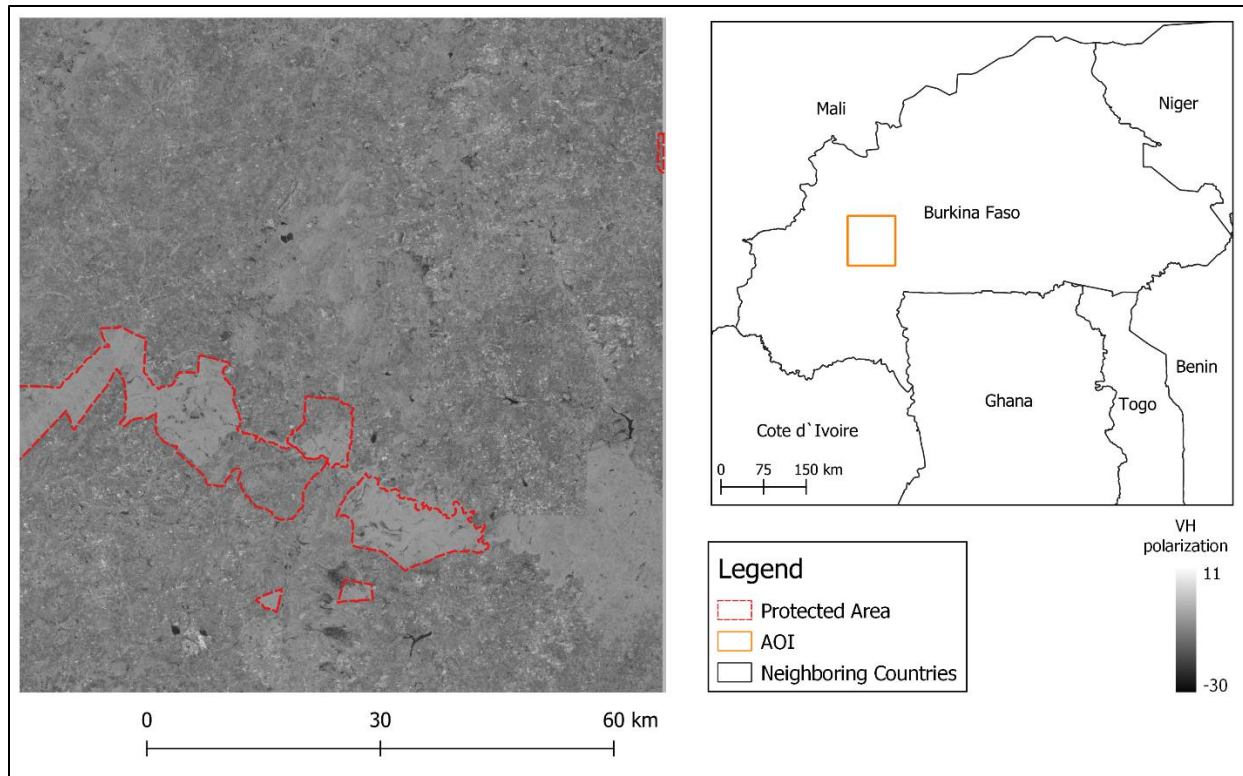 0 30 60 km
Mali
Niger
Burkina Faso
Benin
Ghana
Togo
Cote d`Ivoire
0 75 150 km
VH
polarization
11
-30
Legend
Protected Area
AOI
Neighboring Countries